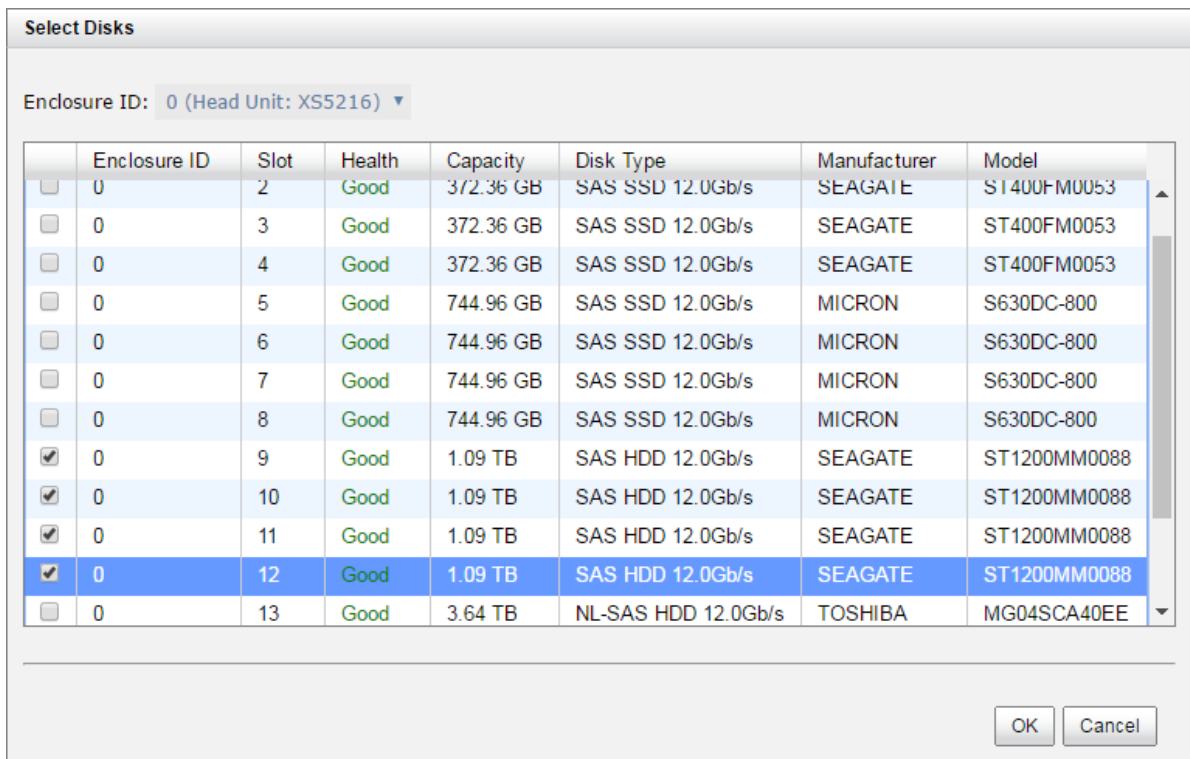 Select Disks
Enclosure ID: 0 (Head Unit: XS5216)
Enclosure ID Slot Health Capacity Disk Type Manufacturer Model
0 2 Good 372.36 GB SAS SSD 12.0Gb/s SEAGATE ST400FM0053
0 3 Good 372.36 GB SAS SSD 12.0Gb/s SEAGATE ST400FM0053
0 4 Good 372.36 GB SAS SSD 12.0Gb/s SEAGATE ST400FM0053
0 5 Good 744.96 GB SAS SSD 12.0Gb/s MICRON S630DC-800
0 6 Good 744.96 GB SAS SSD 12.0Gb/s MICRON S630DC-800
0 7 Good 744.96 GB SAS SSD 12.0Gb/s MICRON S630DC-800
0 8 Good 744.96 GB SAS SSD 12.0Gb/s MICRON S630DC-800
0 9 Good 1.09 TB SAS HDD 12.0Gb/s SEAGATE ST1200MM0088
0 10 Good 1.09 TB SAS HDD 12.0Gb/s SEAGATE ST1200MM0088
0 11 Good 1.09 TB SAS HDD 12.0Gb/s SEAGATE ST1200MM0088
0 12 Good 1.09 TB SAS HDD 12.0Gb/s SEAGATE ST1200MM0088
0 13 Good 3.64 TB NL-SAS HDD 12.0Gb/s TOSHIBA MG04SCA40EE
OK Cancel